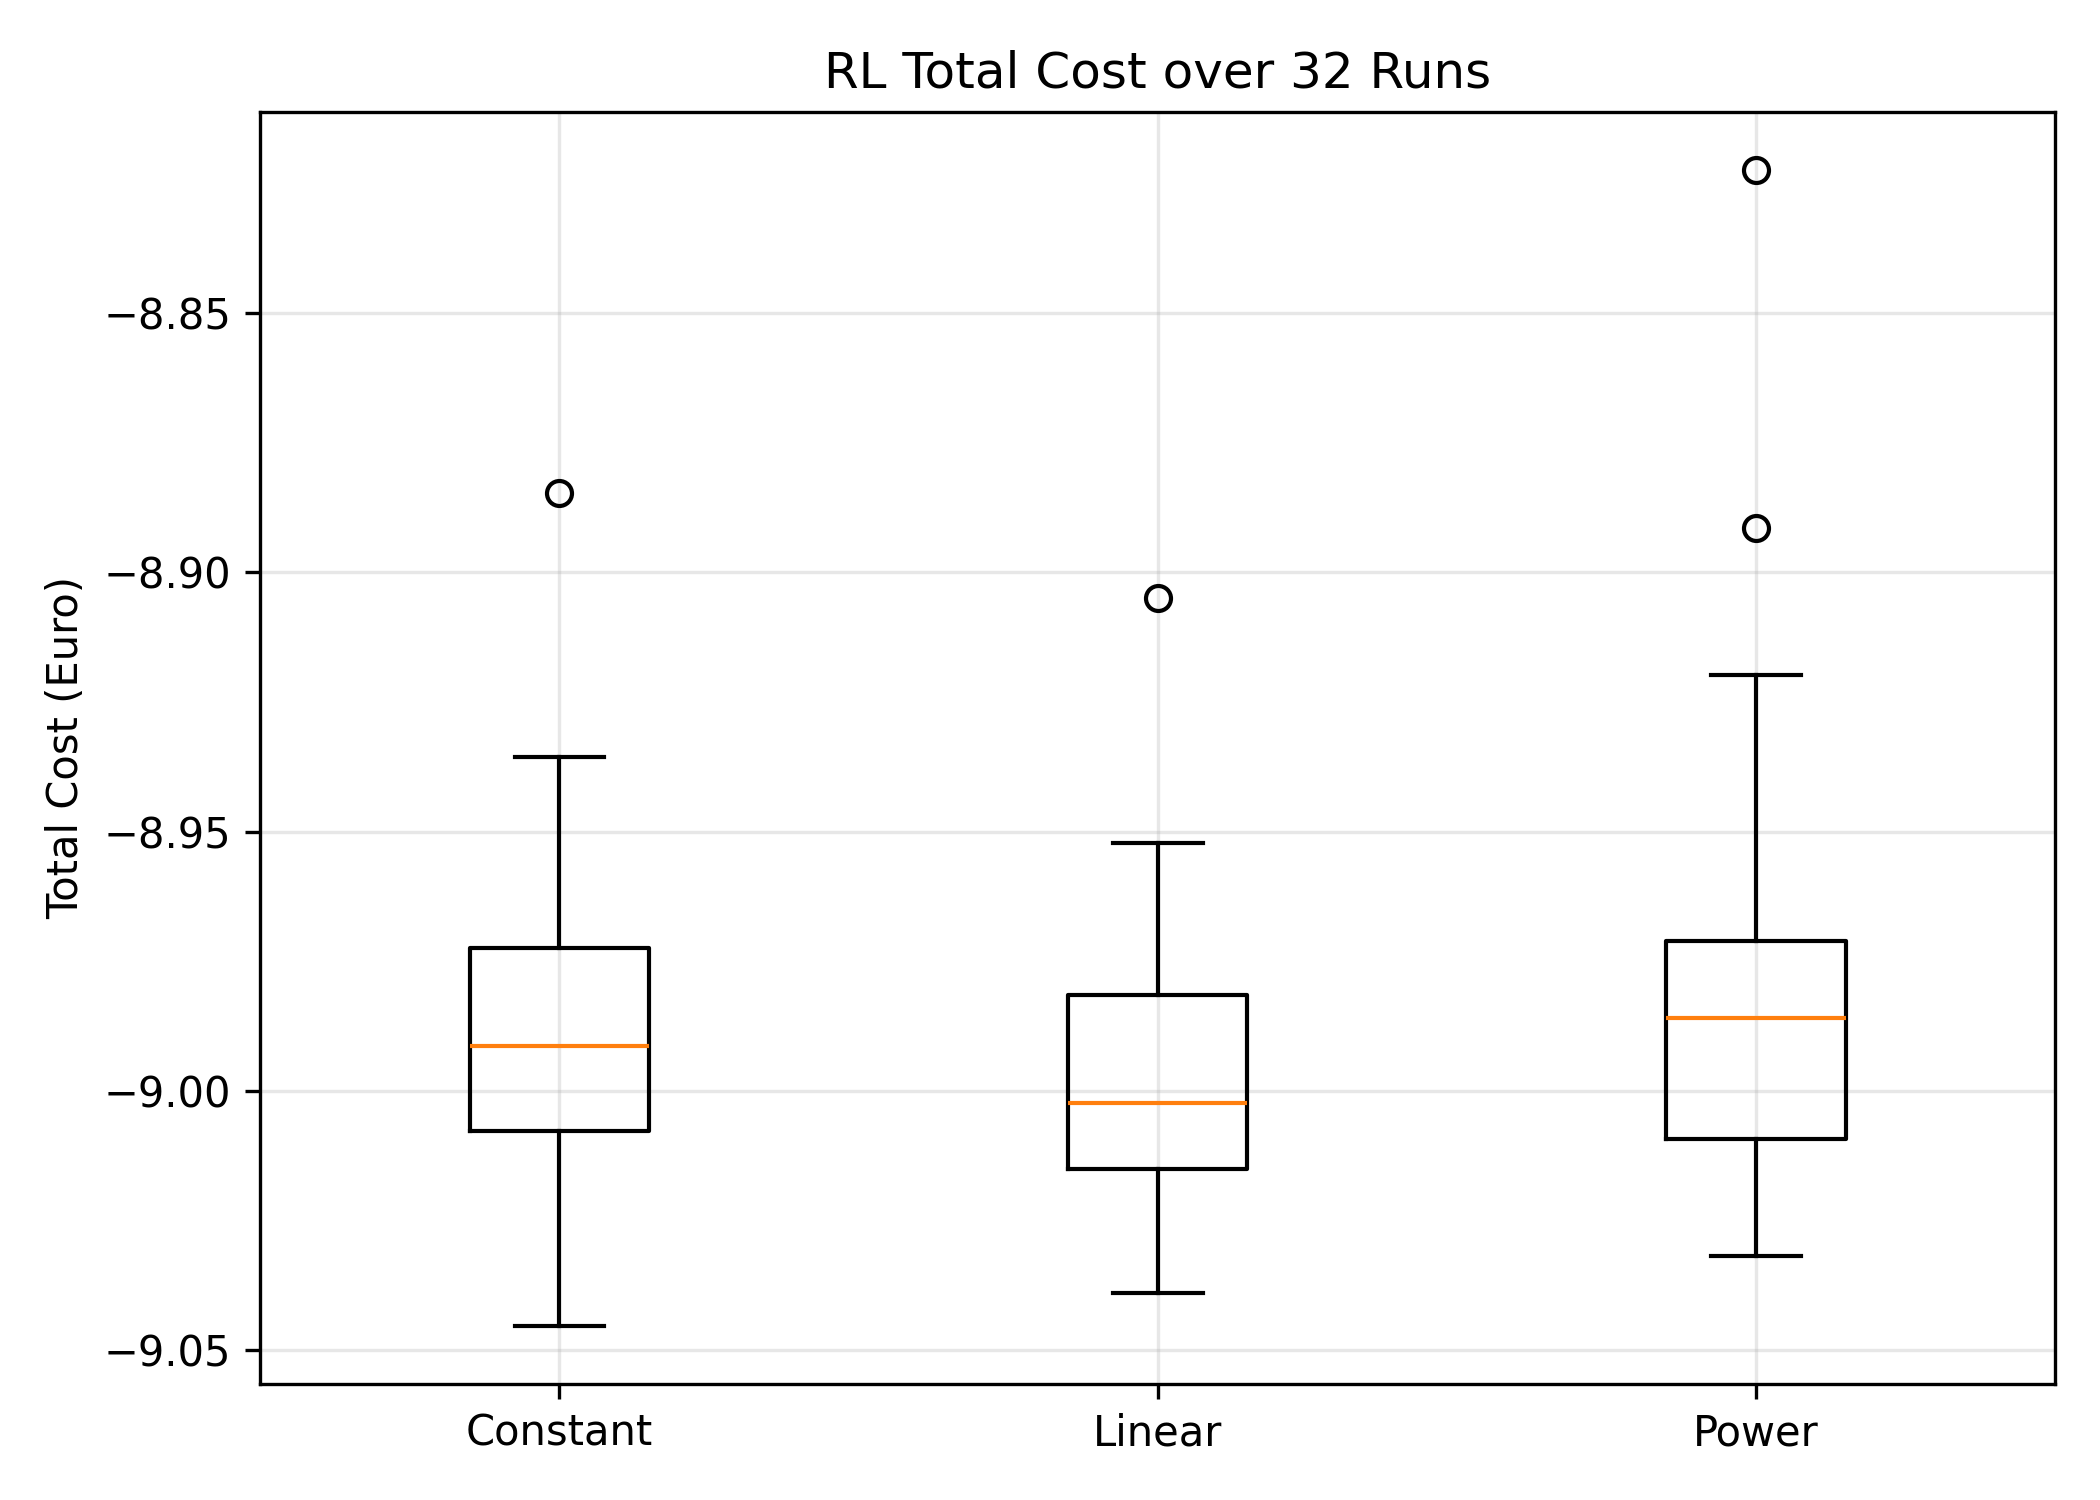 RL Total Cost over 32 Runs
Total Cost (Euro)
−8.85
−8.90
−8.95
−9.00
−9.05
Constant
Linear
Power